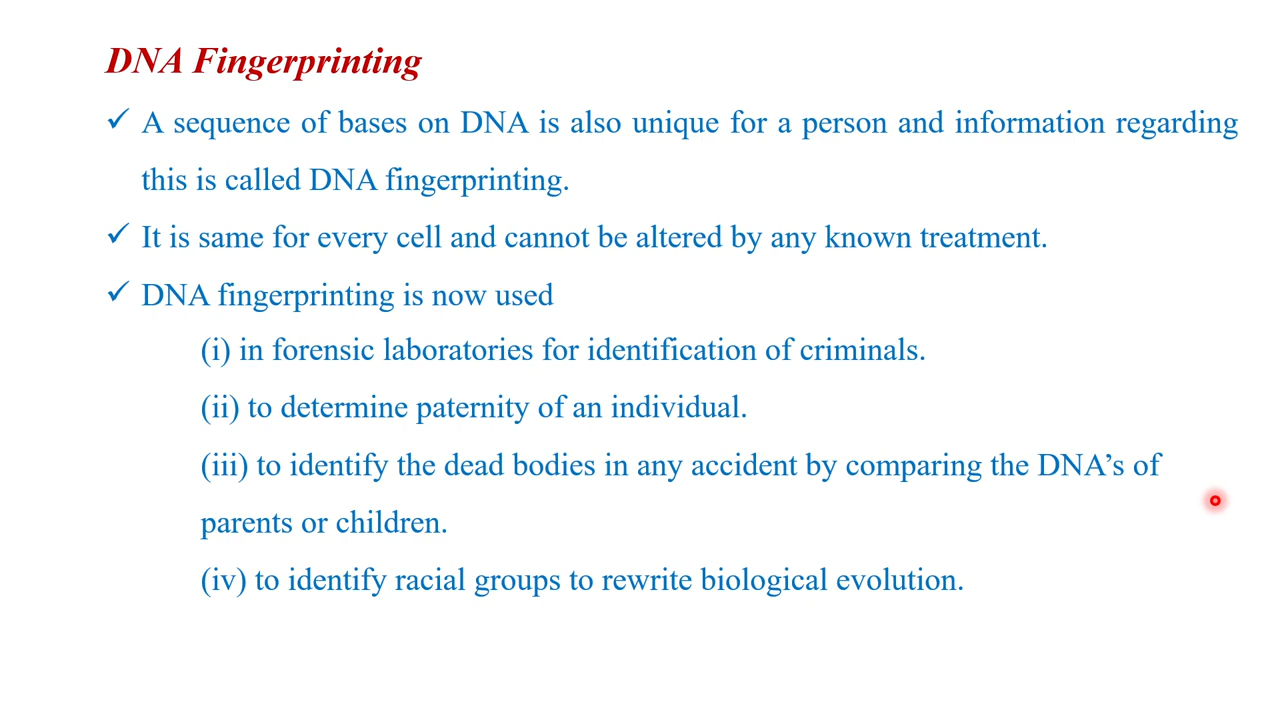 DNA Fingerprinting
✓ A sequence of bases on DNA is also unique for a person and information regarding
this is called DNA fingerprinting.
✓ It is same for every cell and cannot be altered by any known treatment.
✓ DNA fingerprinting is now used
(i) in forensic laboratories for identification of criminals.
(ii) to determine paternity of an individual.
(iii) to identify the dead bodies in any accident by comparing the DNA’s of
parents or children.
(iv) to identify racial groups to rewrite biological evolution.